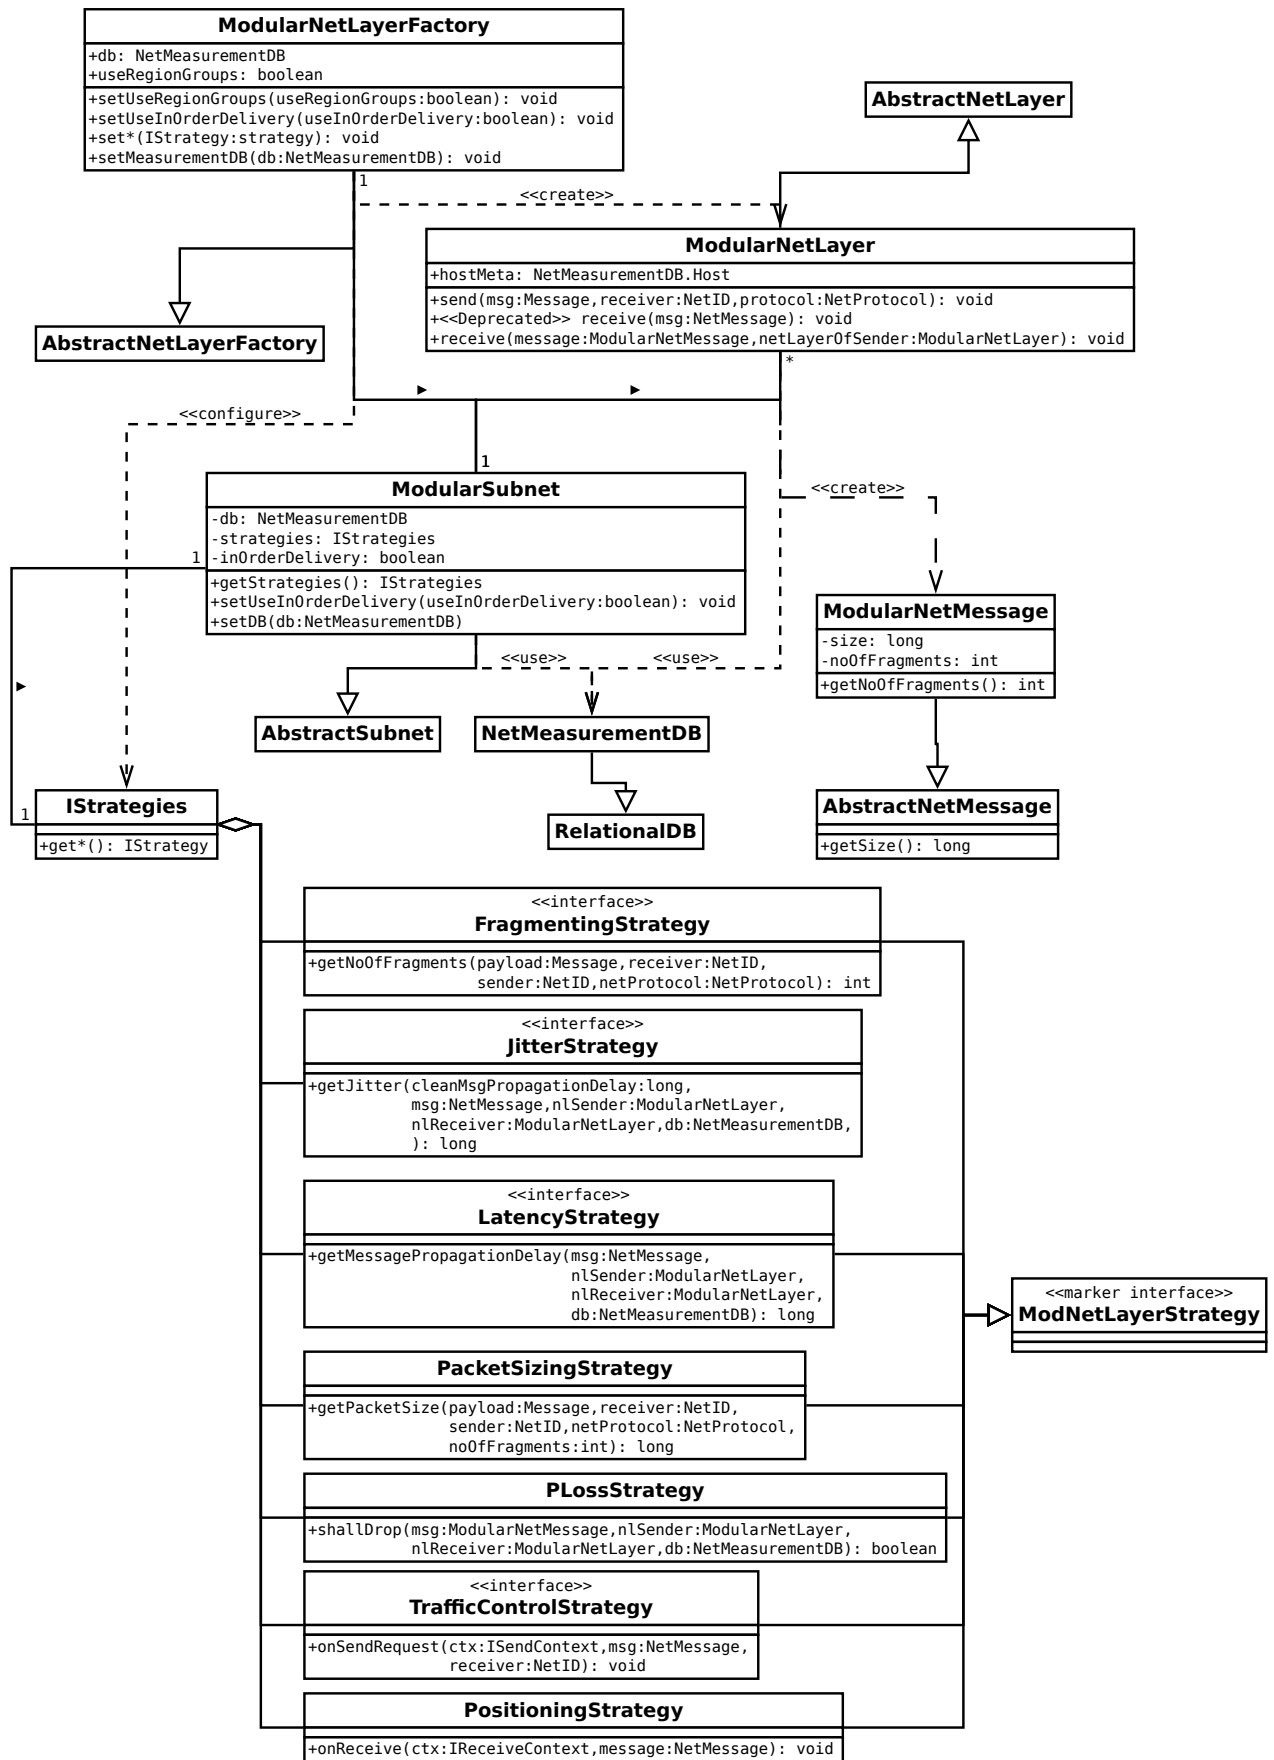 ModularNetLayerFactory
+db: NetMeasurementDB
+useRegionGroups: boolean
+setUseRegionGroups(useRegionGroups:boolean): void
+setUseInOrderDelivery(useInOrderDelivery:boolean): void
+set*(IStrategy:strategy): void
+setMeasurementDB(db:NetMeasurementDB): void
AbstractNetLayer
1
<<create>>
ModularNetLayer
+hostMeta: NetMeasurementDB.Host
+send(msg:Message,receiver:NetID,protocol:NetProtocol): void
+<<Deprecated>> receive(msg:NetMessage): void
+receive(message:ModularNetMessage,netLayerOfSender:ModularNetLayer): void
AbstractNetLayerFactory
*
<<configure>>
1
ModularSubnet
-db: NetMeasurementDB
-strategies: IStrategies
-inOrderDelivery: boolean
+getStrategies(): IStrategies
+setUseInOrderDelivery(useInOrderDelivery:boolean): void
+setDB(db:NetMeasurementDB)
<<create>>
1
ModularNetMessage
-size: long
-noOfFragments: int
+getNoOfFragments(): int
<<use>>
<<use>>
AbstractSubnet
NetMeasurementDB
1
IStrategies
+get*(): IStrategy
RelationalDB
AbstractNetMessage
+getSize(): long
<<interface>>
FragmentingStrategy
+getNoOfFragments(payload:Message,receiver:NetID,
sender:NetID,netProtocol:NetProtocol): int
<<interface>>
JitterStrategy
+getJitter(cleanMsgPropagationDelay:long,
msg:NetMessage,nlSender:ModularNetLayer,
nlReceiver:ModularNetLayer,db:NetMeasurementDB,
): long
<<interface>>
LatencyStrategy
+getMessagePropagationDelay(msg:NetMessage,
nlSender:ModularNetLayer,
nlReceiver:ModularNetLayer,
db:NetMeasurementDB): long
<<marker interface>>
ModNetLayerStrategy
PacketSizingStrategy
+getPacketSize(payload:Message,receiver:NetID,
sender:NetID,netProtocol:NetProtocol,
noOfFragments:int): long
PLossStrategy
+shallDrop(msg:ModularNetMessage,nlSender:ModularNetLayer,
nlReceiver:ModularNetLayer,db:NetMeasurementDB): boolean
<<interface>>
TrafficControlStrategy
+onSendRequest(ctx:ISendContext,msg:NetMessage,
receiver:NetID): void
PositioningStrategy
+onReceive(ctx:IReceiveContext,message:NetMessage): void